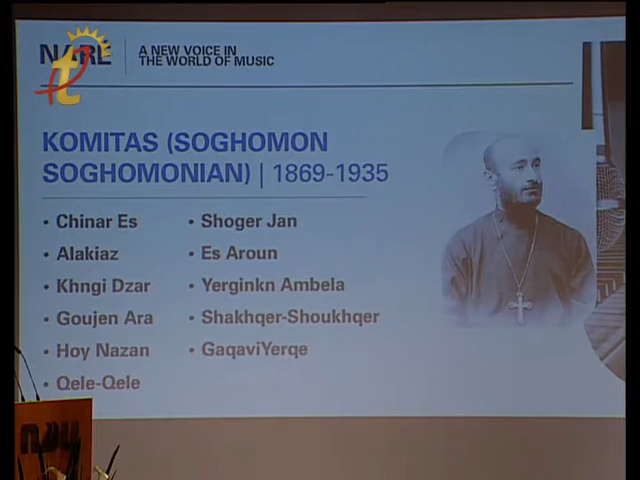 NARÉ
A NEW VOICE IN
THE WORLD OF MUSIC
KOMITAS (SOGHOMON
SOGHOMONIAN) | 1869-1935
• Chinar Es
• Alakiaz
• Khngi Dzar
• Goujen Ara
• Hoy Nazan
• Qele-Qele
• Shoger Jan
• Es Aroun
• Yerginkn Ambela
• Shakhqer-Shoukhqer
• GaqaviYerqe